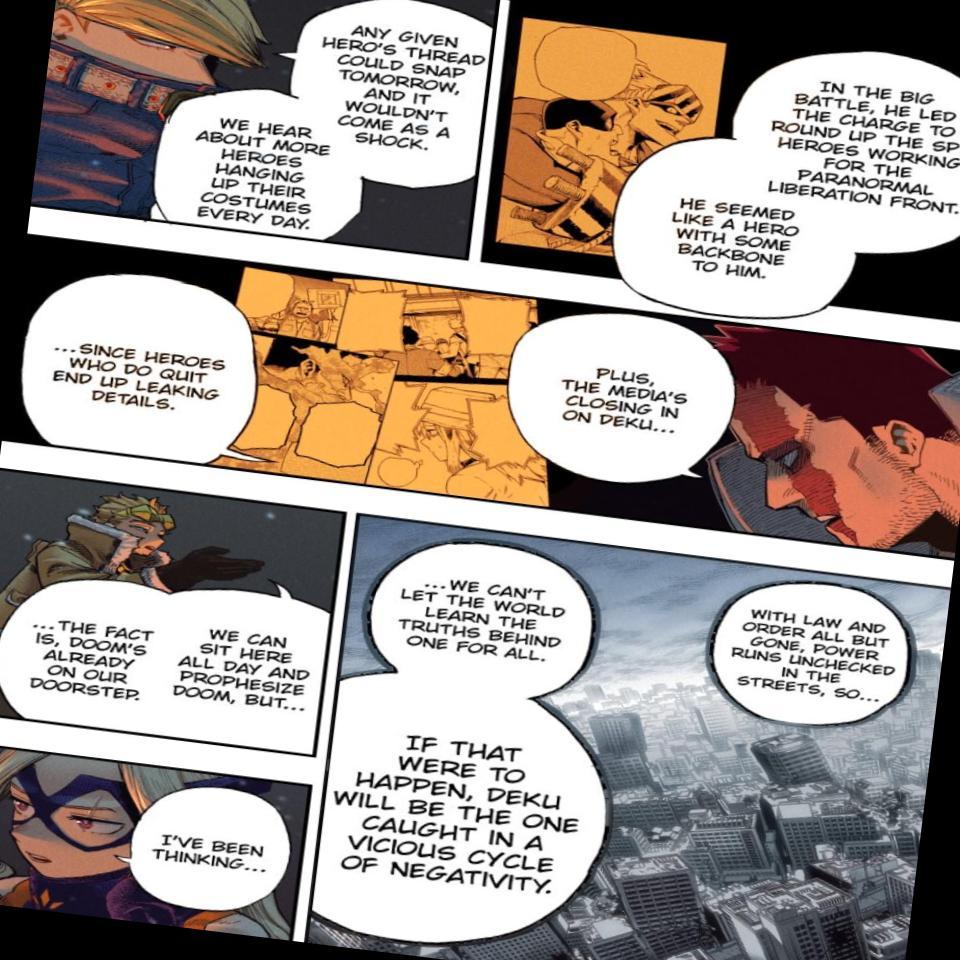 IN THE BIG
BATTLE, HE LED
THE CHARGE TO
ROUND UP THE
HEROES WORKING
FOR THE
PARANORMAL
LIBERATION FRONT.
HE SEEMED
LIKE A HERO
WITH SOME
BACKBONE
TO HIM.
ANY GIVEN
HERO'S THREAD
COULD SNAP
TOMORROW,
AND IT
WOULDN'T
COME AS A
SHOCK.
WE HEAR
ABOUT MORE
HEROES
HANGING
UP THEIR
COSTUMES
EVERY DAY.
PLUS,
THE MEDIA'S
CLOSING IN
ON DEKU...
...SINCE HEROES
WHO DO QUIT
END UP LEAKING
DETAILS.
WITH LAW AND
ORDER ALL BUT
GONE, POWER
RUNS UNCHECKED
IN THE
STREETS, SO...
...WE CAN'T
LET THE WORLD
LEARN THE
TRUTHS BEHIND
ONE FOR ALL.
IF THAT
WERE TO
HAPPEN, DEKU
WILL BE THE ONE
CAUGHT IN A
VICIOUS CYCLE
OF NEGATIVITY.
WE CAN
SIT HERE
ALL DAY AND
PROPHESIZE
DOOM, BUT...
...THE FACT
IS, DOOM'S
ALREADY
ON OUR
DOORSTEP.
I'VE BEEN
THINKING...